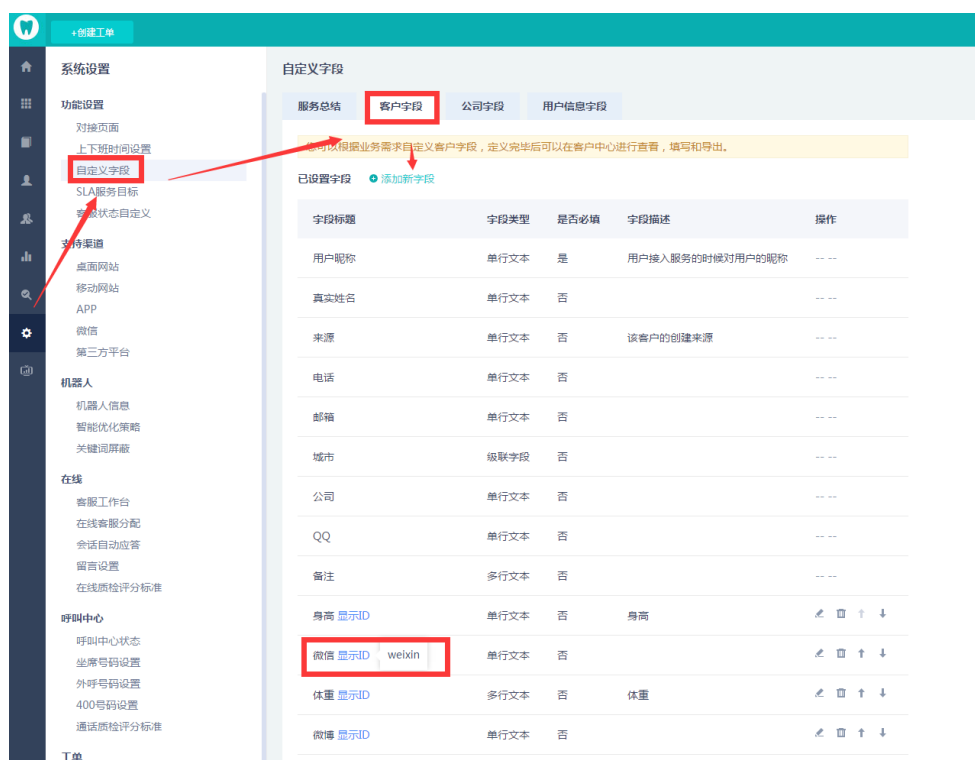 +创建工单
系统设置
功能设置
对接页面
上下班时间设置
自定义字段
SLA服务目标
客服状态自定义
支持渠道
桌面网站
移动网站
APP
微信
第三方平台
机器人
机器人信息
智能优化策略
关键词屏蔽
在线
客服工作台
在线客服分配
会话自动应答
留言设置
在线质检评分标准
呼叫中心
呼叫中心状态
坐席号码设置
外呼号码设置
400号码设置
通话质检评分标准
工单
自定义字段
服务总结 客户字段 公司字段 用户信息字段
您可以根据业务需求自定义客户字段，定义完毕后可以在客户中心进行查看，填写和导出。
已设置字段 添加新字段
字段标题 字段类型 是否必填 字段描述 操作
用户昵称 单行文本 是 用户接入服务的时候对用户的昵称 -- --
真实姓名 单行文本 否 -- --
来源 单行文本 否 该客户的创建来源 -- --
电话 单行文本 否 -- --
邮箱 单行文本 否 -- --
城市 级联字段 否 -- --
公司 单行文本 否 -- --
QQ 单行文本 否 -- --
备注 多行文本 否 -- --
身高 显示ID 单行文本 否 身高
微信 显示ID weixin 单行文本 否
体重 显示ID 多行文本 否 体重
微博 显示ID 单行文本 否